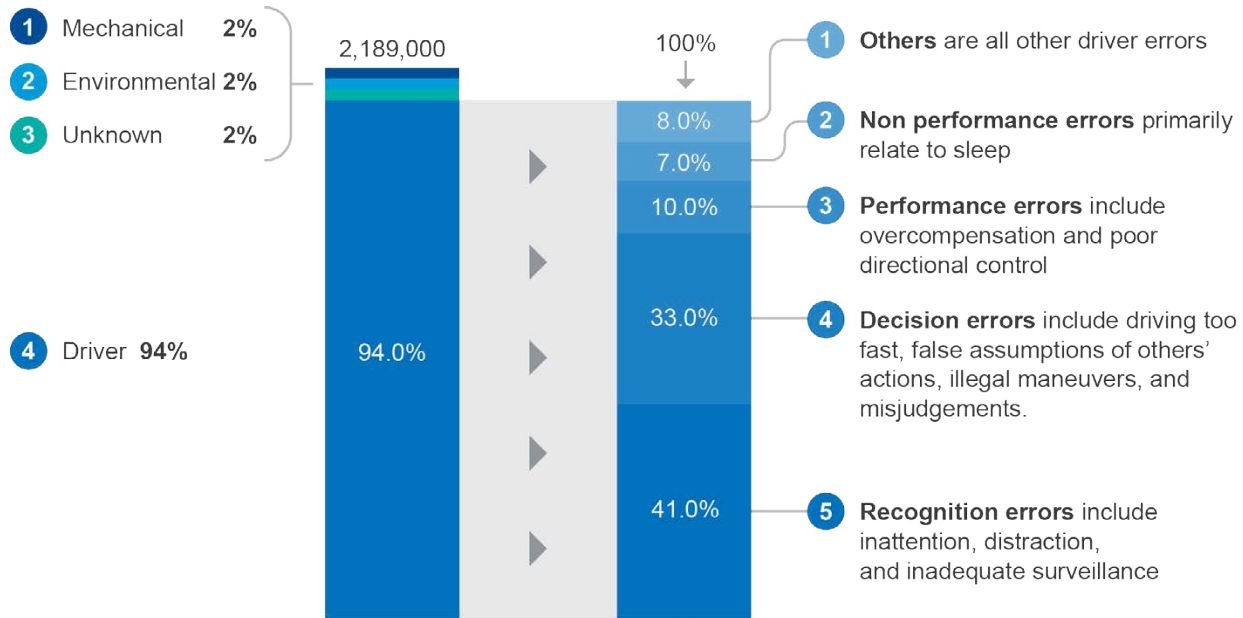 1 Mechanical 2%
2 Environmental 2%
3 Unknown 2%
4 Driver 94%
2,189,000
94.0%
100%
8.0%
7.0%
10.0%
33.0%
41.0%
1 Others are all other driver errors
2 Non performance errors primarily
relate to sleep
3 Performance errors include
overcompensation and poor
directional control
4 Decision errors include driving too
fast, false assumptions of others’
actions, illegal maneuvers, and
misjudgements.
5 Recognition errors include
inattention, distraction,
and inadequate surveillance